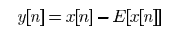 y[n] = x[n] − E[x[n]]